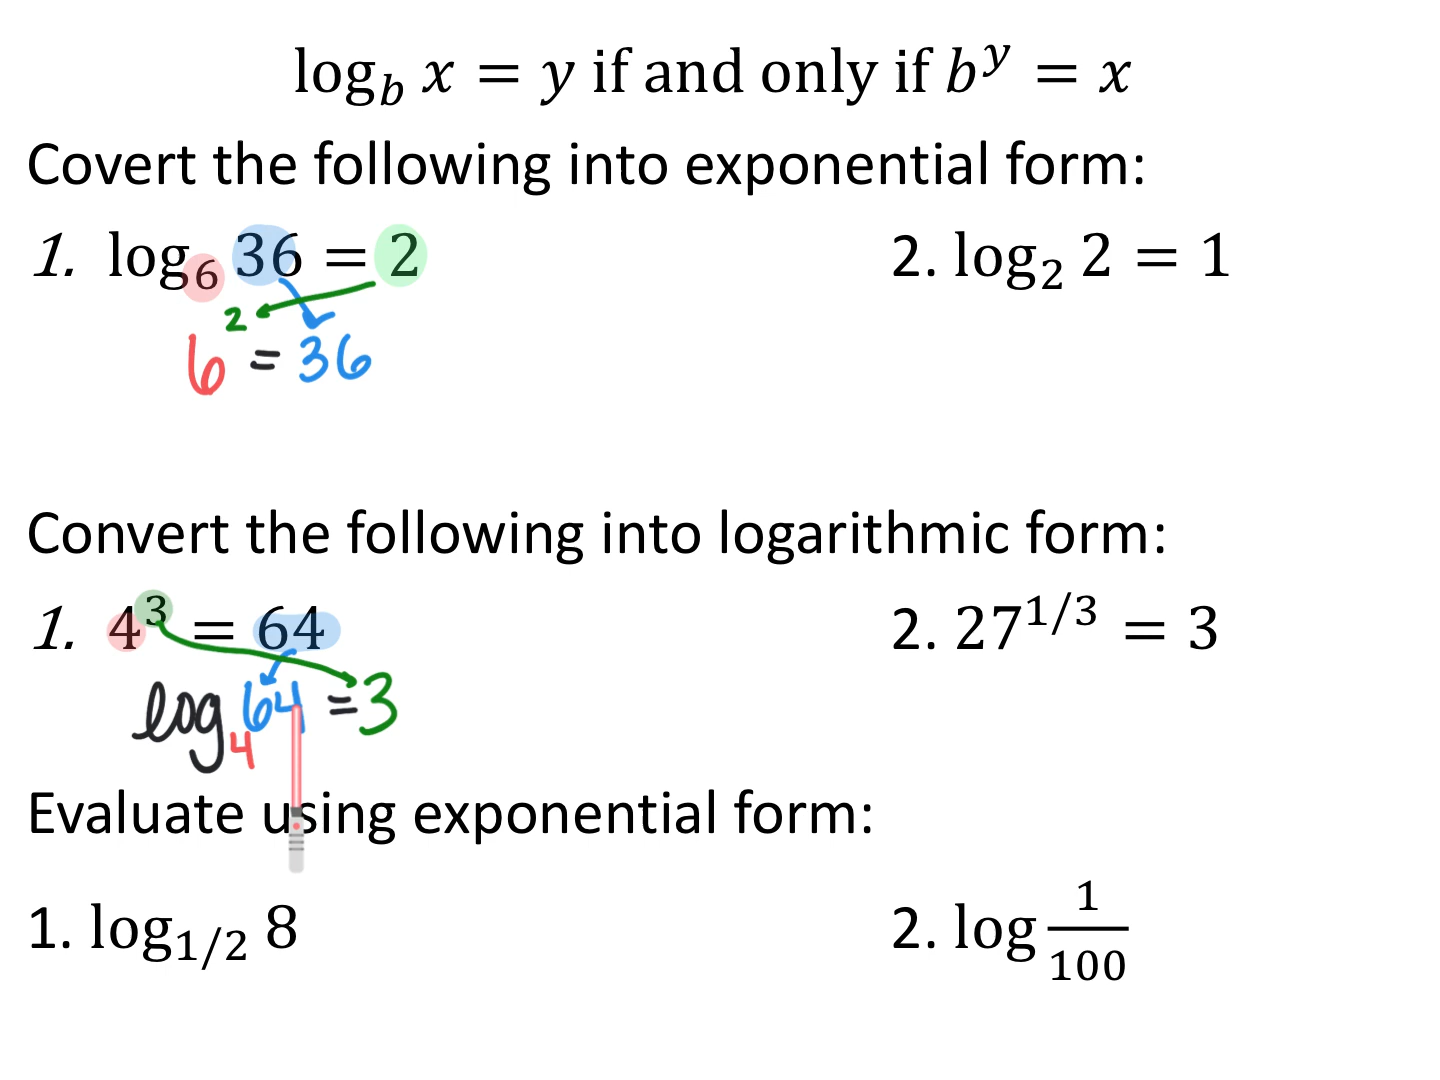 log_b x = y if and only if b^y = x
Covert the following into exponential form:
1. log_6 36 = 2
2. log_2 2 = 1
6^2 = 36
Convert the following into logarithmic form:
1. 4^3 = 64
2. 27^{1/3} = 3
log_4 64 = 3
Evaluate using exponential form:
1. log_{1/2} 8
2. log 1/100